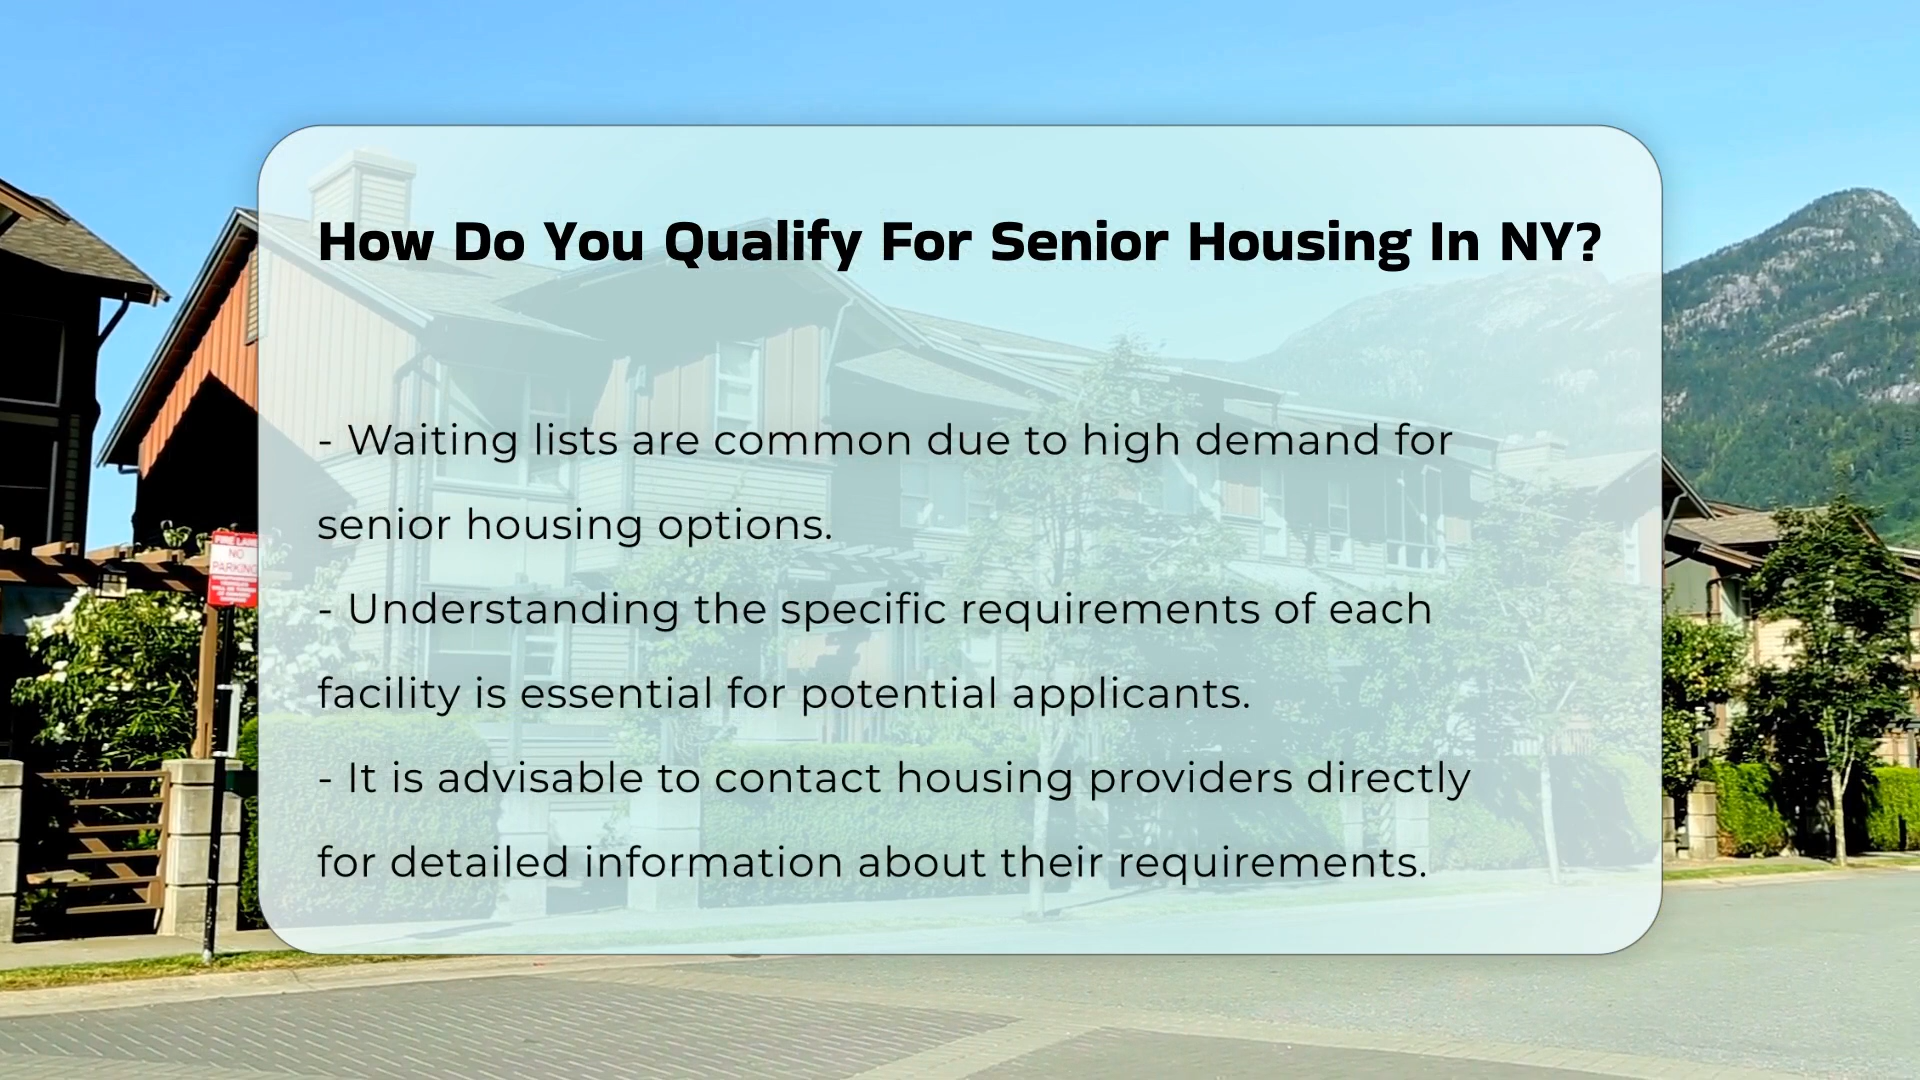 How Do You Qualify For Senior Housing In NY?
- Waiting lists are common due to high demand for
senior housing options.
- Understanding the specific requirements of each
facility is essential for potential applicants.
- It is advisable to contact housing providers directly
for detailed information about their requirements.
FIRE LANE
NO
PARKING